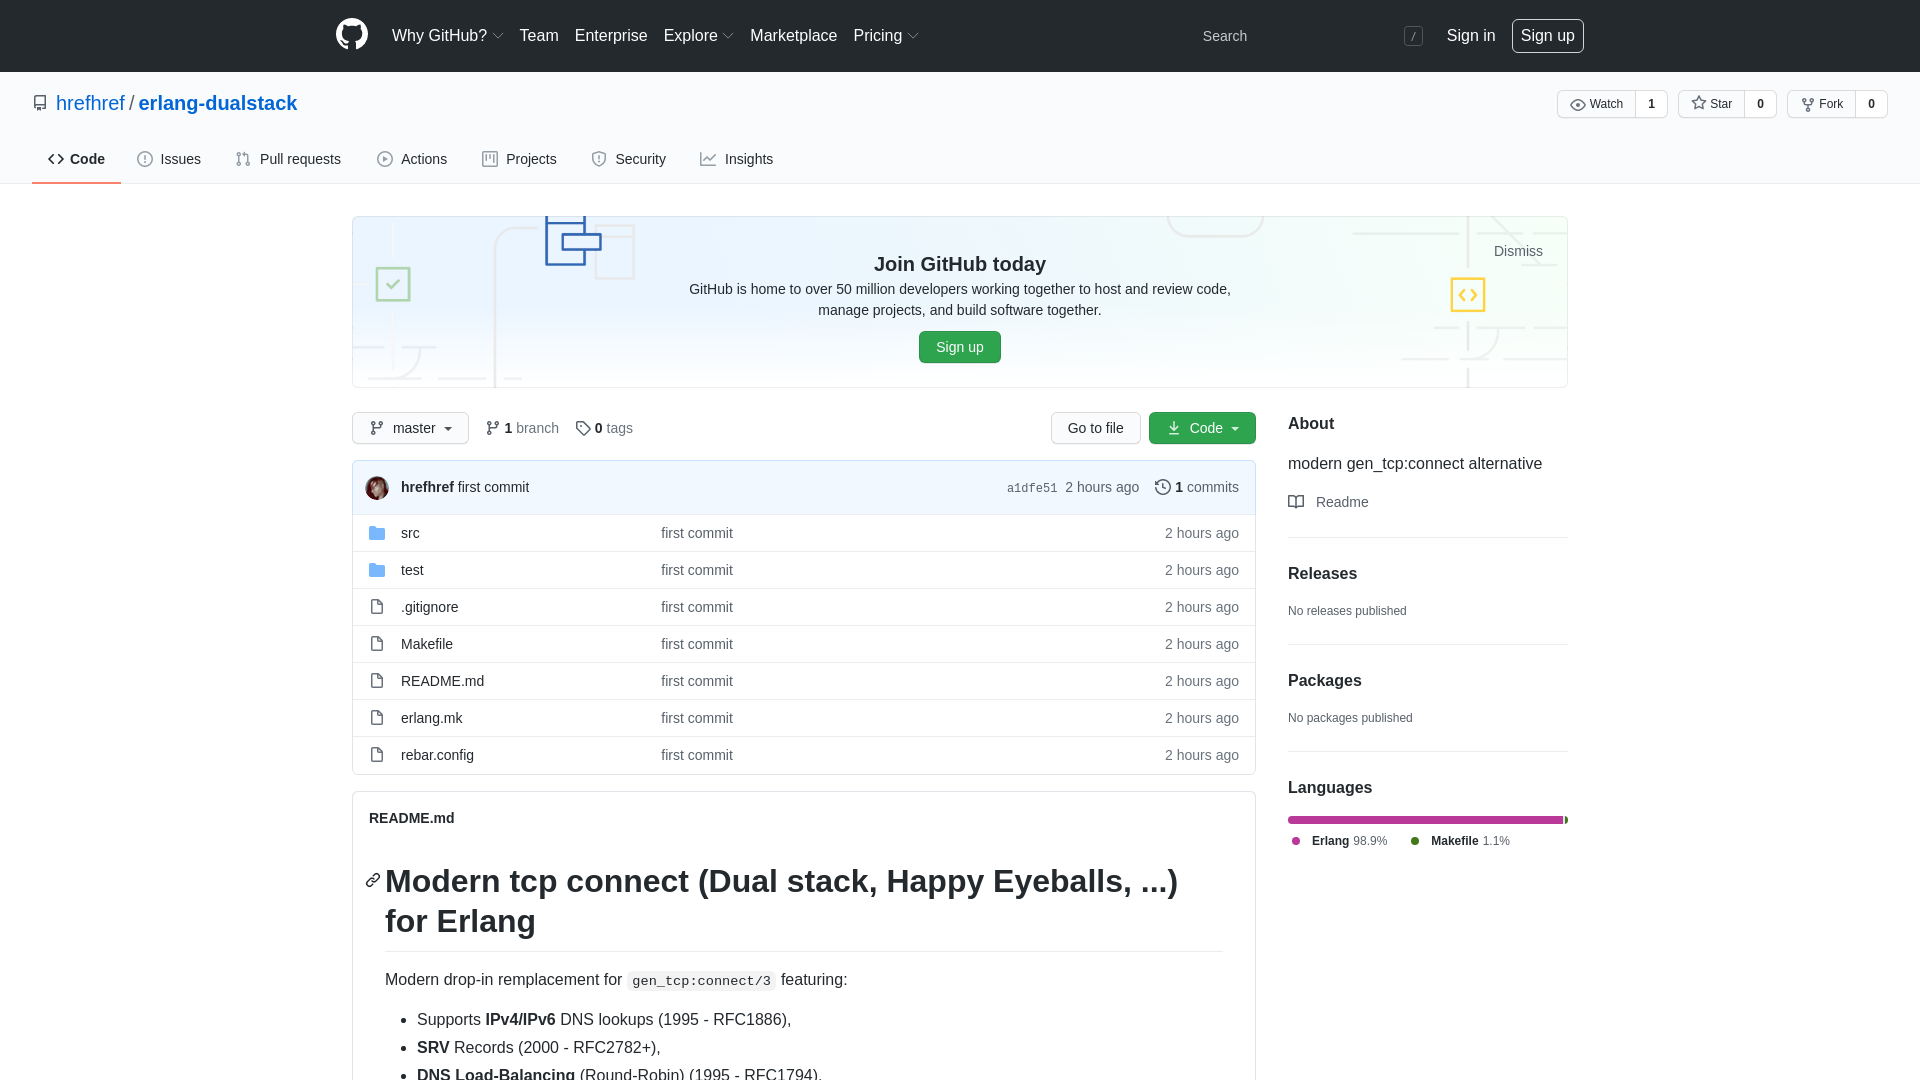 Why GitHub? Team Enterprise Explore Marketplace Pricing Search / Sign in Sign up
hrefhref / erlang-dualstack Watch 1 Star 0 Fork 0
Code Issues Pull requests Actions Projects Security Insights
Dismiss
Join GitHub today
GitHub is home to over 50 million developers working together to host and review code,
manage projects, and build software together.
Sign up
master 1 branch 0 tags Go to file Code
hrefhref first commit a1dfe51 2 hours ago 1 commits
src first commit 2 hours ago
test first commit 2 hours ago
.gitignore first commit 2 hours ago
Makefile first commit 2 hours ago
README.md first commit 2 hours ago
erlang.mk first commit 2 hours ago
rebar.config first commit 2 hours ago
README.md
Modern tcp connect (Dual stack, Happy Eyeballs, ...)
for Erlang
Modern drop-in remplacement for gen_tcp:connect/3 featuring:
• Supports IPv4/IPv6 DNS lookups (1995 - RFC1886),
• SRV Records (2000 - RFC2782+),
• DNS Load-Balancing (Round-Robin) (1995 - RFC1794),
About
modern gen_tcp:connect alternative
Readme
Releases
No releases published
Packages
No packages published
Languages
Erlang 98.9% Makefile 1.1%